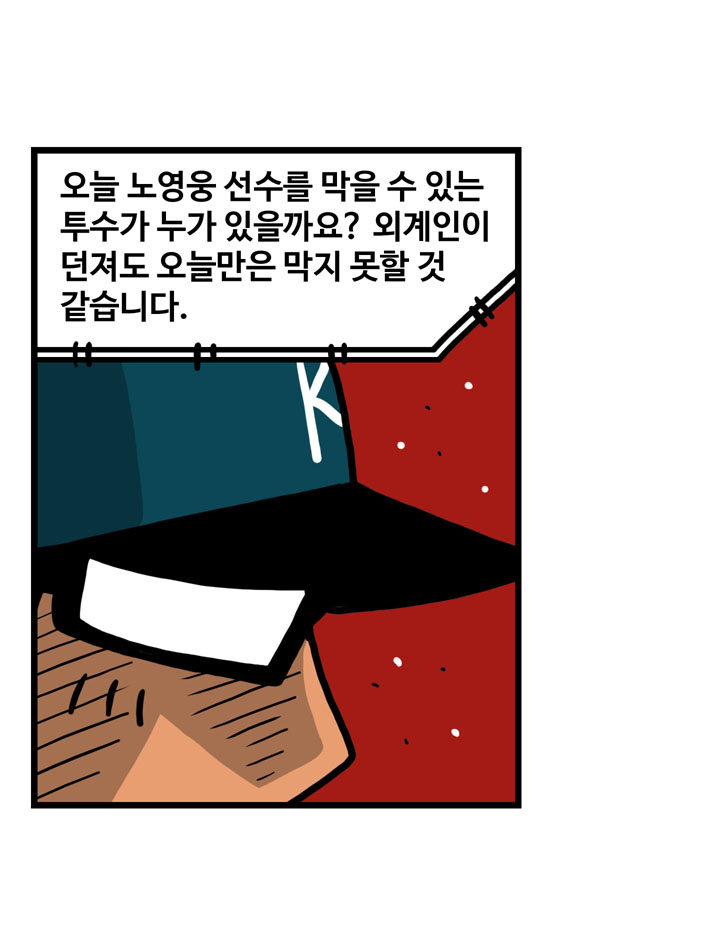 오늘 노영웅 선수를 막을 수 있는
투수가 누가 있을까요? 외계인이
던져도 오늘만은 막지 못할 것
같습니다.
K